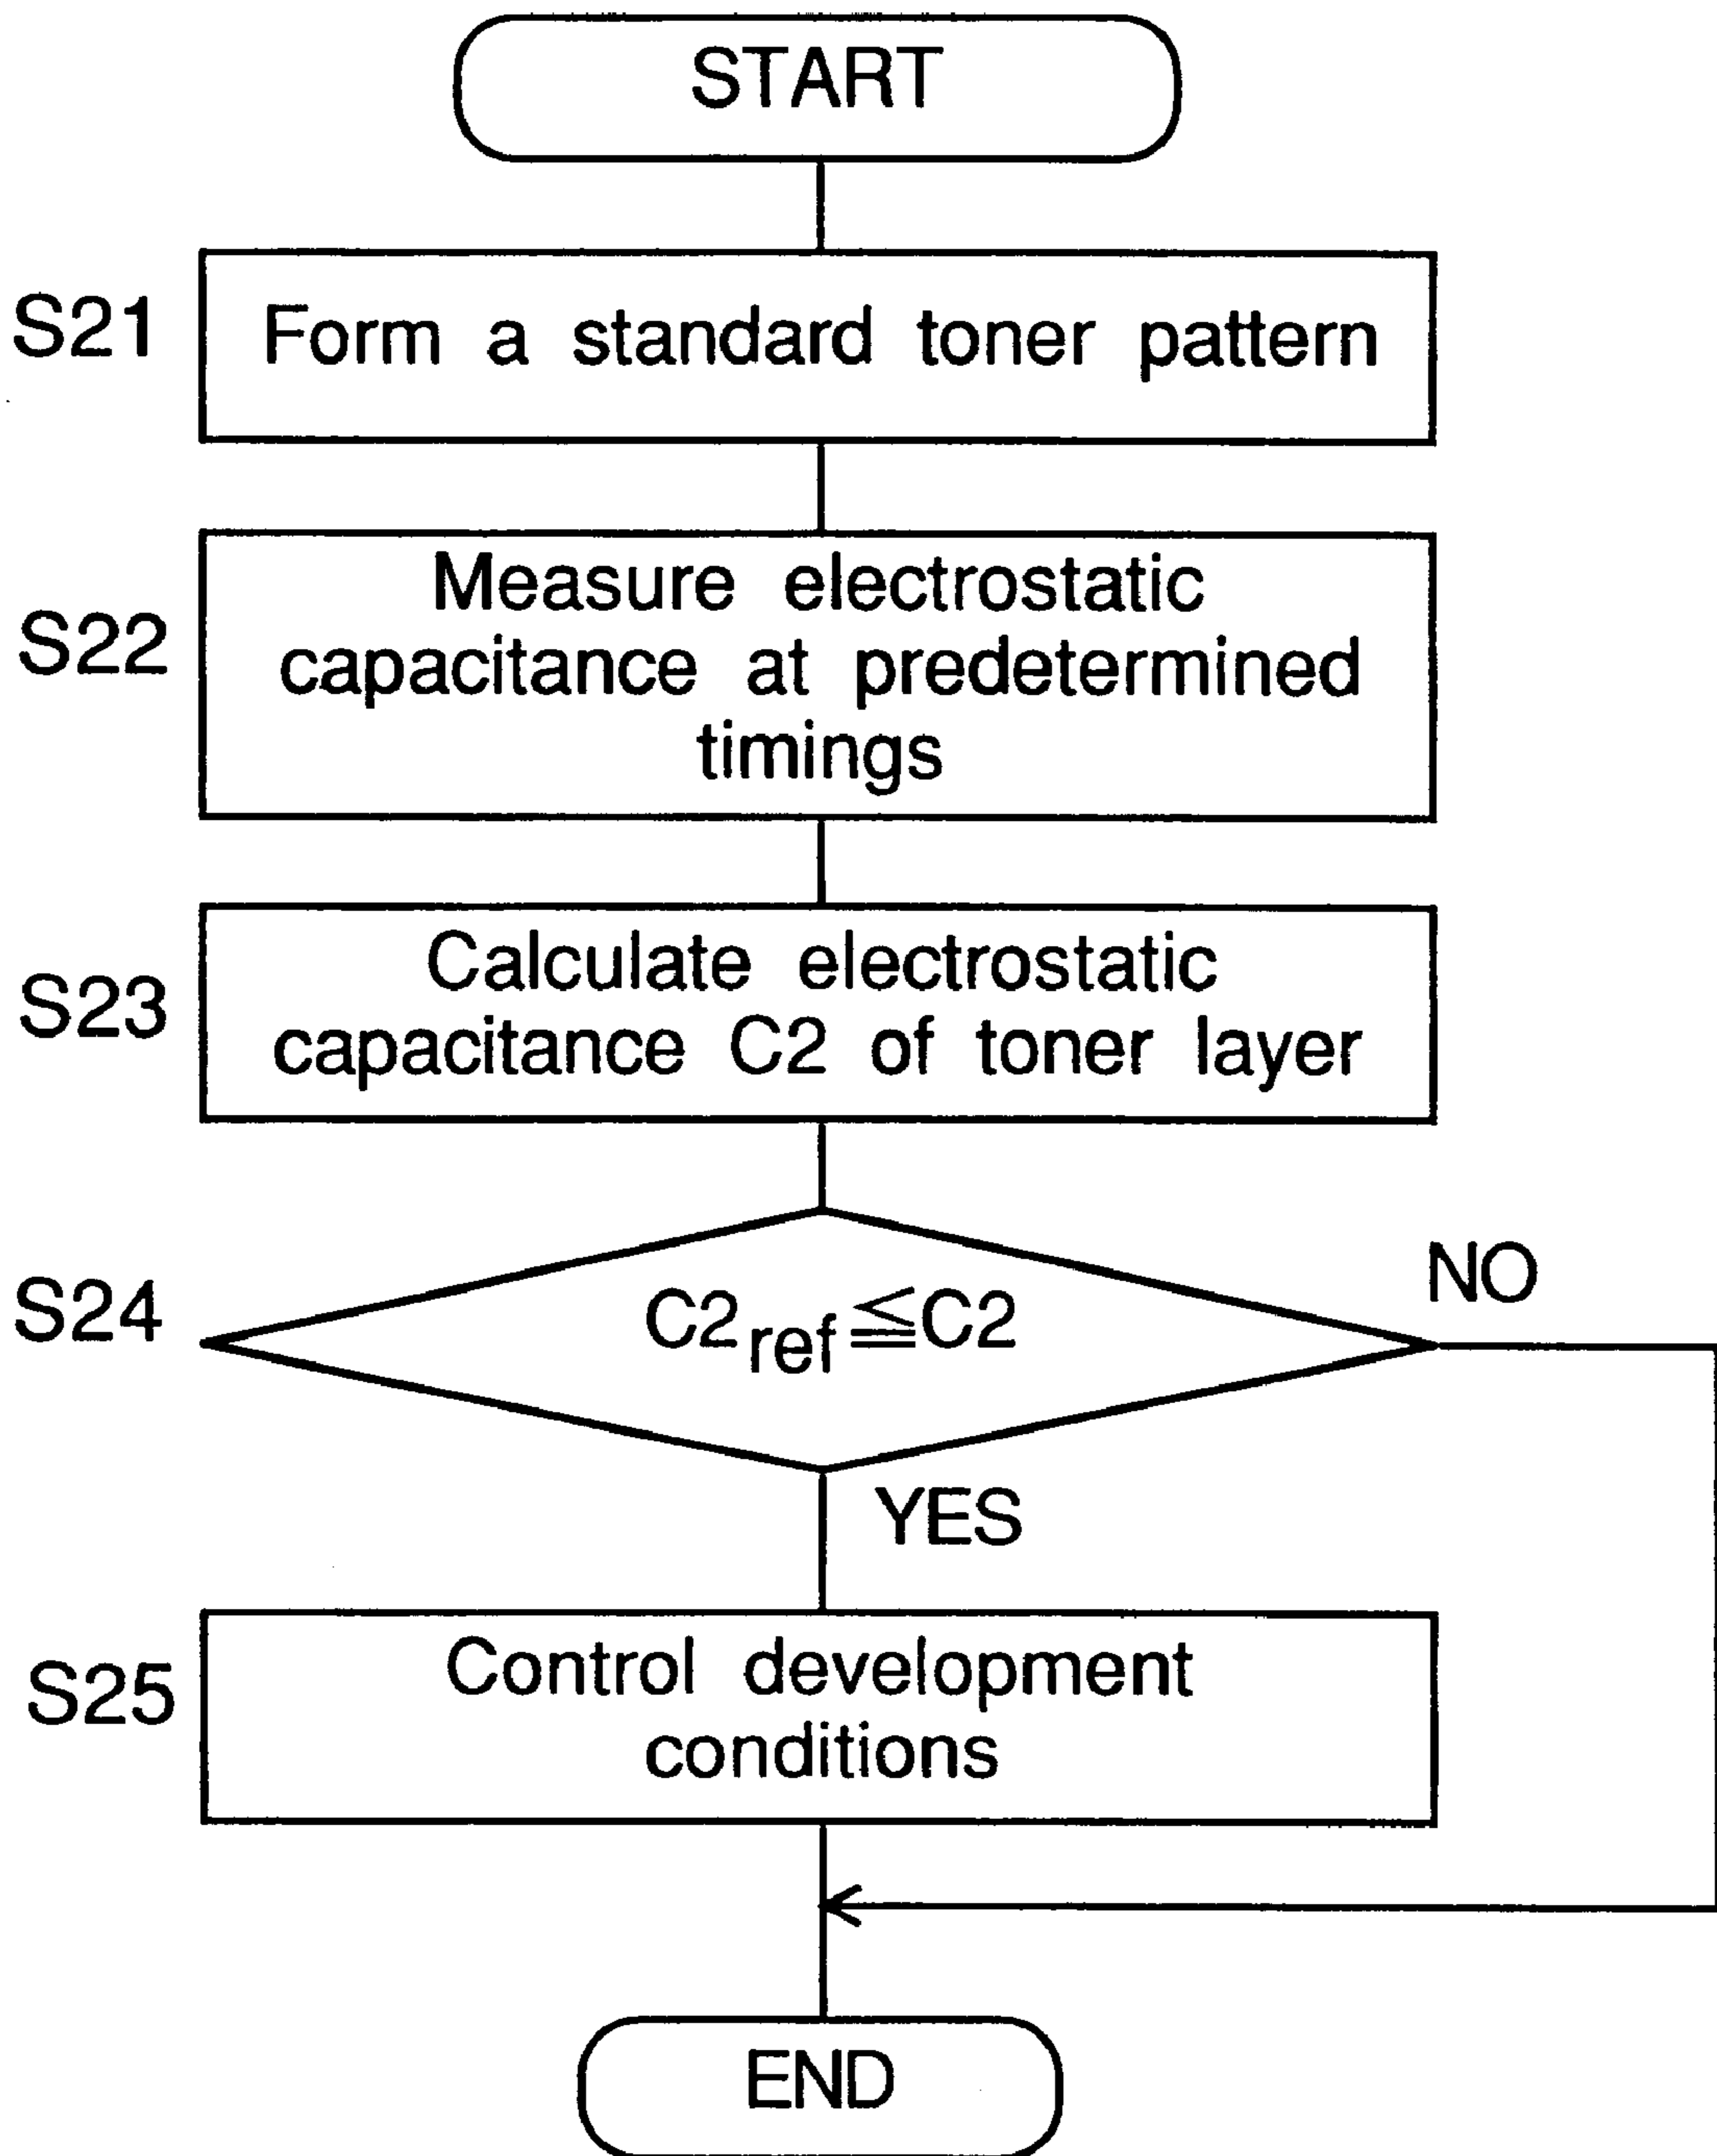 START
S21
Form a standard toner pattern
S22
Measure electrostatic
capacitance at predetermined
timings
S23
Calculate electrostatic
capacitance C2 of toner layer
S24
C2ref≦C2
NO
YES
S25
Control development
conditions
END